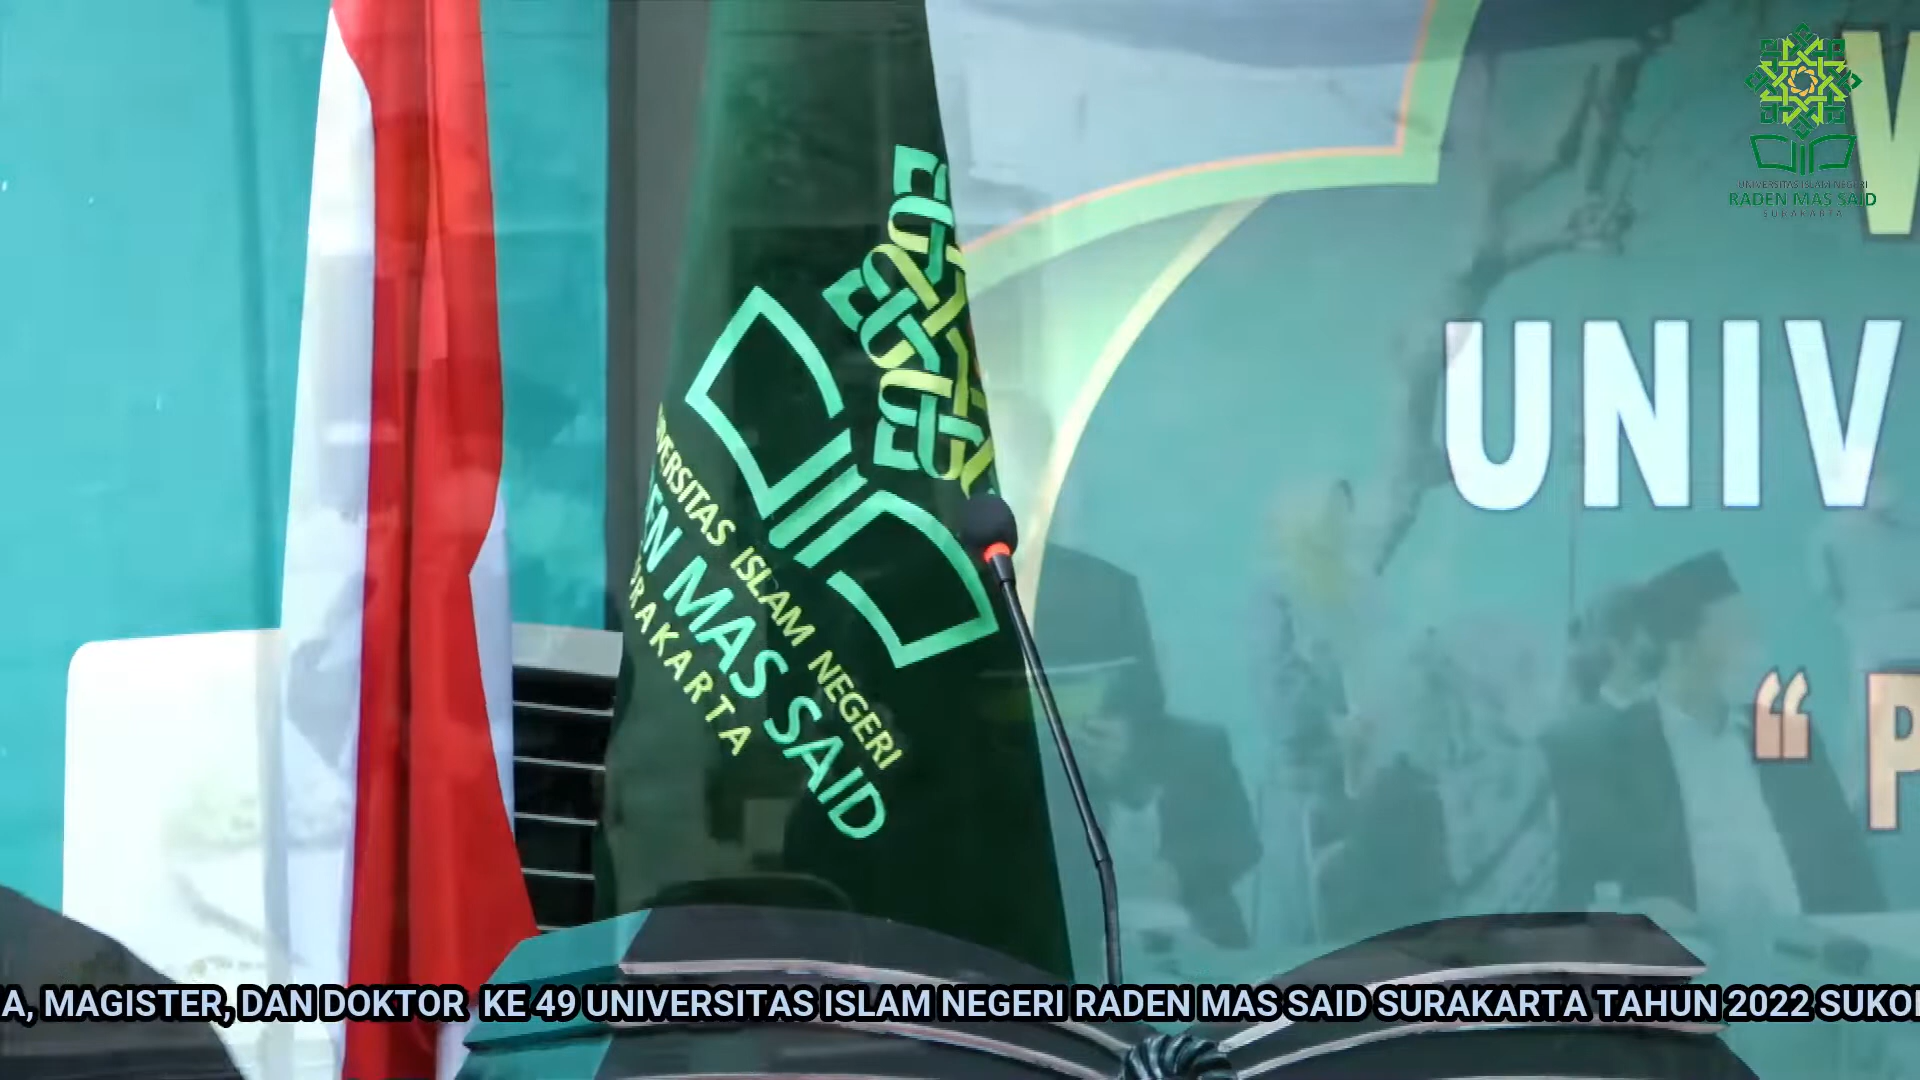 UNIVERSITAS ISLAM NEGERI
RADEN MAS SAID
SURAKARTA
UNIV
“ P
ISLAM NEGERI
MAS SAID
A, MAGISTER, DAN DOKTOR KE 49 UNIVERSITAS ISLAM NEGERI RADEN MAS SAID SURAKARTA TAHUN 2022 SUKO